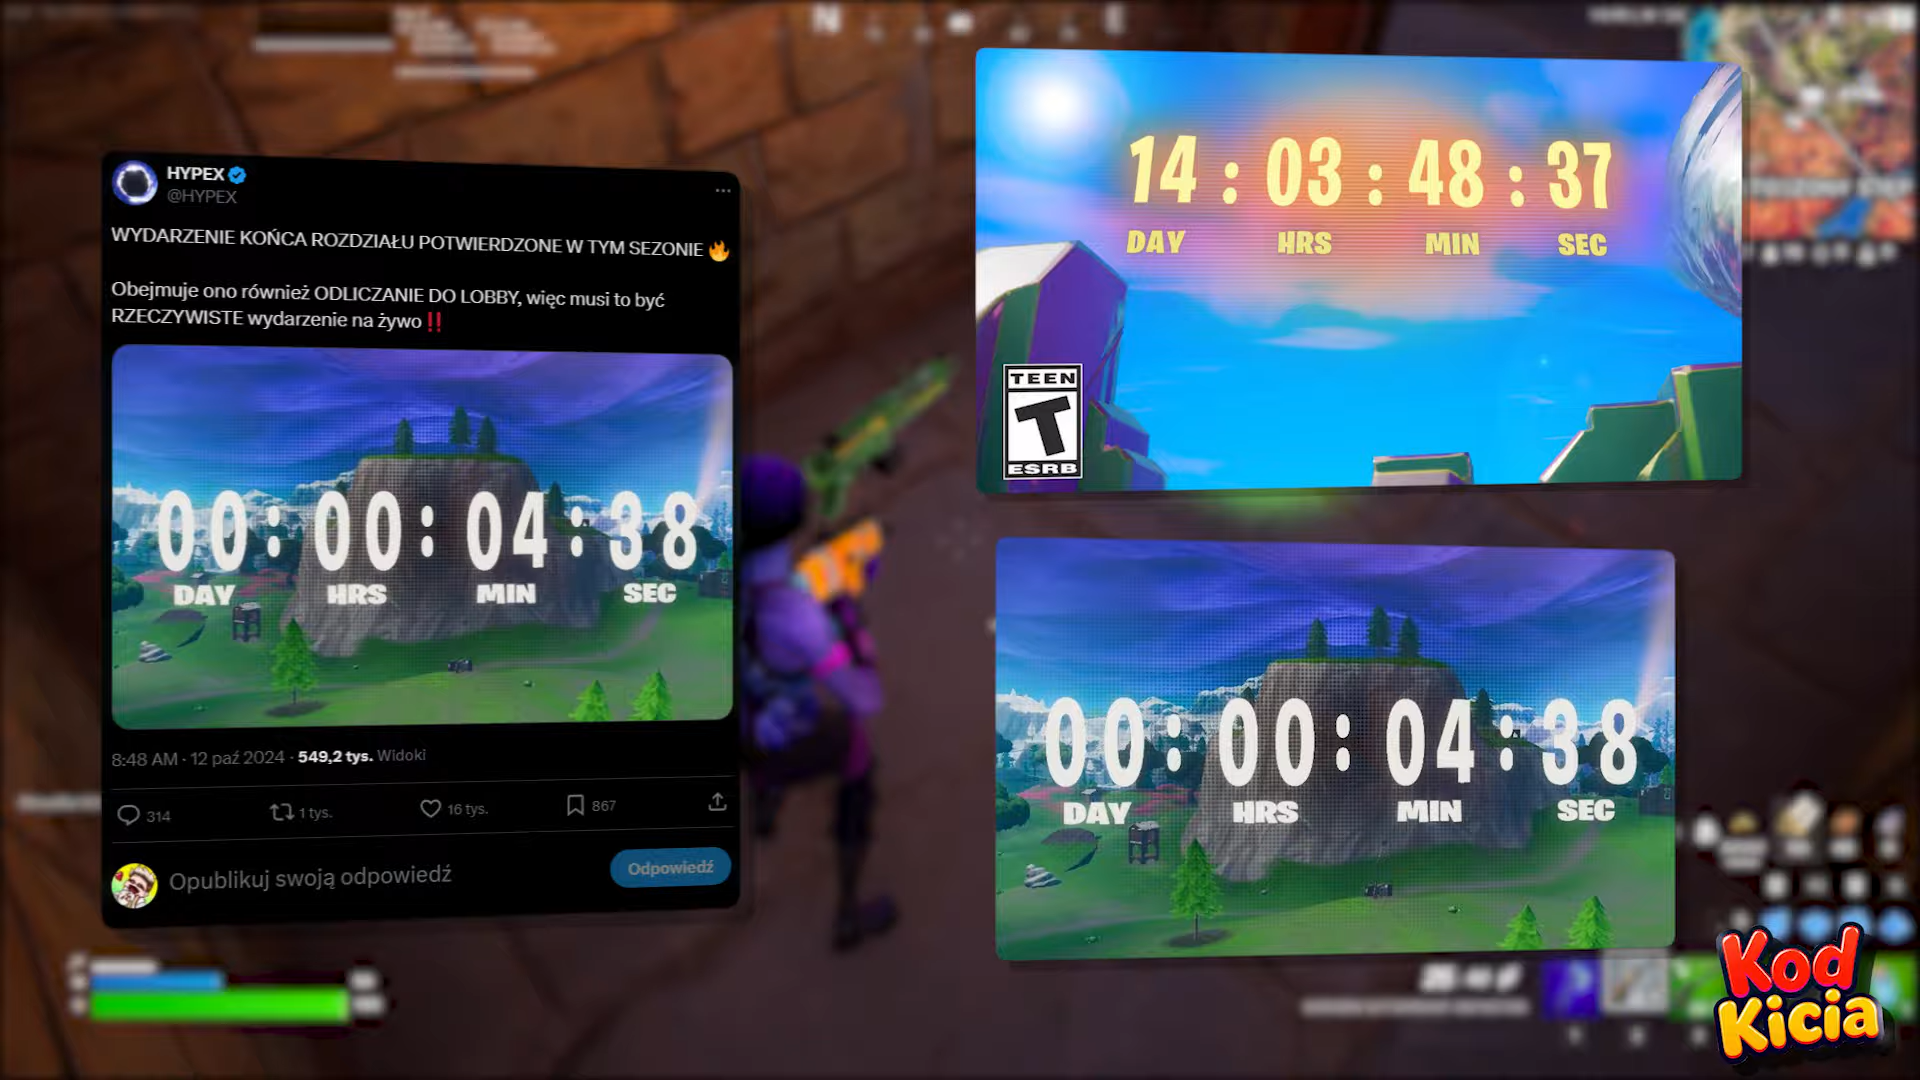 N
E
HYPEX
@HYPEX
WYDARZENIE KOŃCA ROZDZIAŁU POTWIERDZONE W TYM SEZONIE 🔥
Obejmuje ono również ODLICZANIE DO LOBBY, więc musi to być
RZECZYWISTE wydarzenie na żywo ‼️
00 : 00 : 04 : 38
DAY HRS MIN SEC
8:48 AM · 12 paź 2024 · 549,2 tys. Widoki
314 1 tys. 16 tys. 867
Opublikuj swoją odpowiedź
Odpowiedź
14 : 03 : 48 : 37
DAY HRS MIN SEC
TEEN
T
ESRB
00 : 00 : 04 : 38
DAY HRS MIN SEC
Kod
Kicia